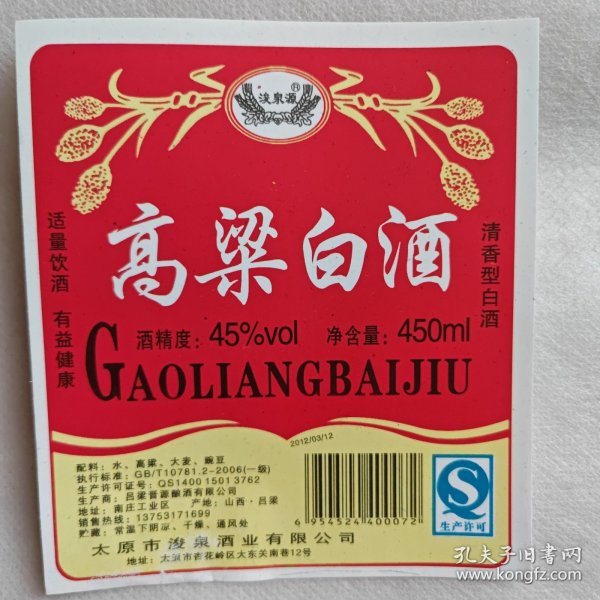 浚泉源
R
高粱白酒
适量饮酒 有益健康
清香型白酒
酒精度：45%vol 净含量：450ml
GAOLIANGBAIJIU
2012/03/12
配料：水、高粱、大麦、豌豆
执行标准：GB/T10781.2-2006(一级)
生产许可证号：QS1400 1501 3762
生产商：吕梁晋源酿酒有限公司
地址：南庄工业区 产地：山西·吕梁
销售热线：13753171699
贮藏：常温下阴凉、干燥、通风处
太原市浚泉酒业有限公司
地址：太原市杏花岭区大东关南巷12号
6 954524 400072
QS
生产许可
孔夫子旧书网
www.kongfz.com